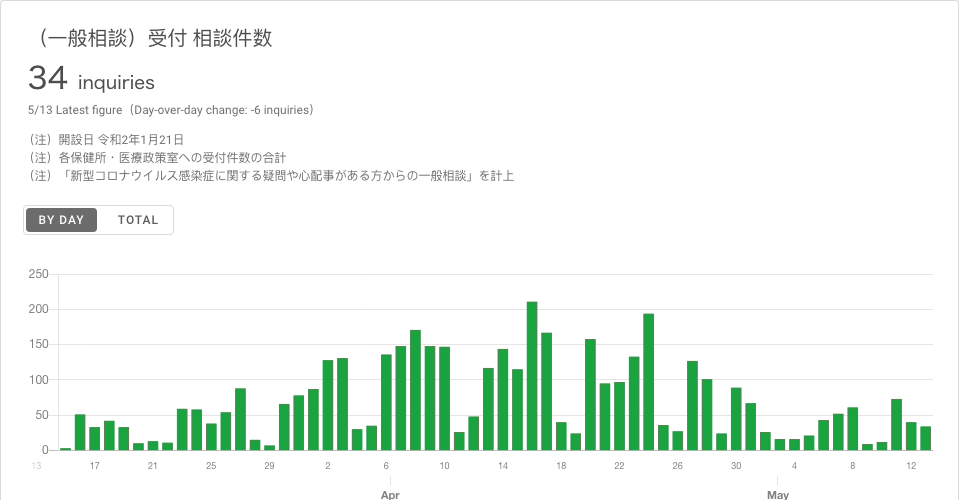 （一般相談）受付 相談件数
34 inquiries
5/13 Latest figure（Day-over-day change: -6 inquiries）
（注）開設日 令和2年1月21日
（注）各保健所・医療政策室への受付件数の合計
（注）「新型コロナウイルス感染症に関する疑問や心配事がある方からの一般相談」を計上
BY DAY TOTAL
250
200
150
100
50
0
13 17 21 25 29 2 6 10 14 18 22 26 30 4 8 12
Apr May